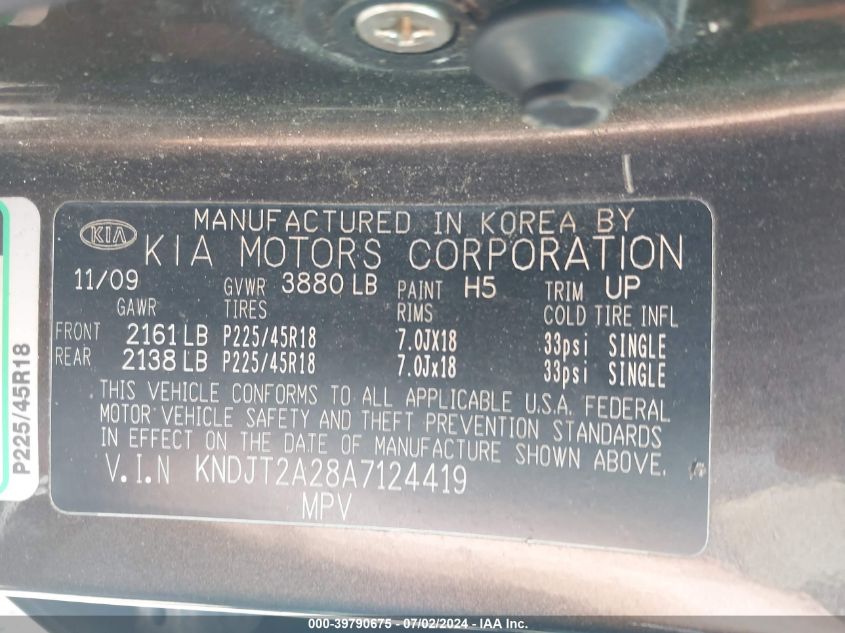 MANUFACTURED IN KOREA BY
KIA KIA MOTORS CORPORATION
11/09 GVWR 3880 LB PAINT H5 TRIM UP
GAWR TIRES RIMS COLD TIRE INFL
FRONT 2161 LB P225/45R18 7.0JX18 33psi SINGLE
REAR 2138 LB P225/45R18 7.0Jx18 33psi SINGLE
THIS VEHICLE CONFORMS TO ALL APPLICABLE U.S.A. FEDERAL
MOTOR VEHICLE SAFETY AND THEFT PREVENTION STANDARDS
IN EFFECT ON THE DATE OF MANUFACTURE SHOWN ABOVE.
V.I.N KNDJT2A28A7124419
MPV
P225/45R18
000-39790675 - 07/02/2024 - IAA Inc.